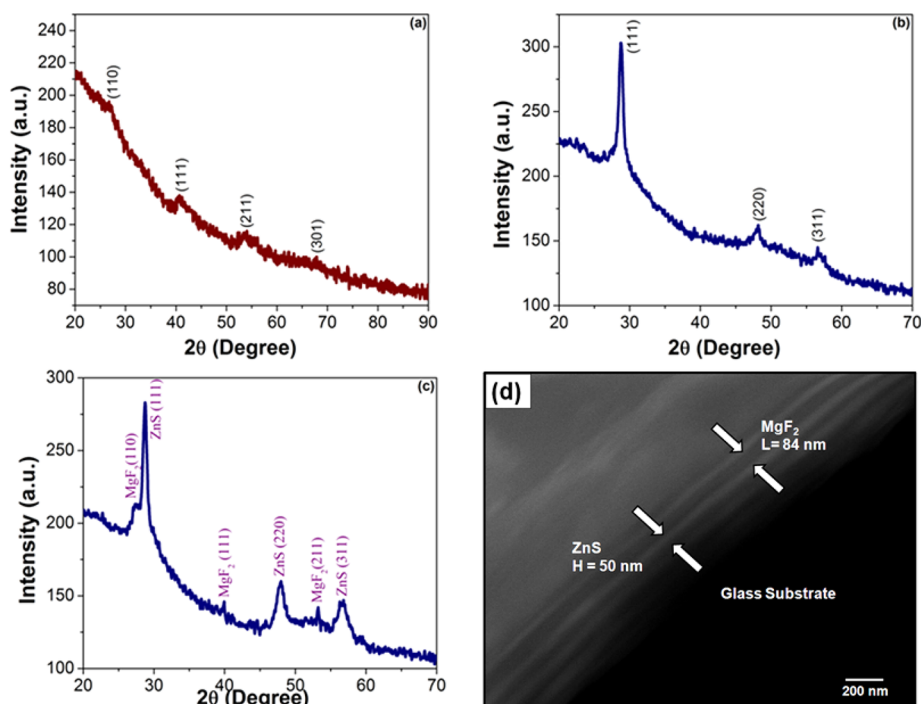 (a)
240
220
200
180
160
140
120
100
80
20 30 40 50 60 70 80 90
Intensity (a.u.)
2θ (Degree)
(110)
(111)
(211)
(301)
(b)
300
250
200
150
100
20 30 40 50 60 70
Intensity (a.u.)
2θ (Degree)
(111)
(220)
(311)
(c)
300
250
200
150
100
20 30 40 50 60 70
Intensity (a.u.)
2θ (Degree)
MgF₂(110)
ZnS (111)
MgF₂ (111)
ZnS (220)
MgF₂(211)
ZnS (311)
(d)
MgF₂
L= 84 nm
ZnS
H = 50 nm
Glass Substrate
200 nm